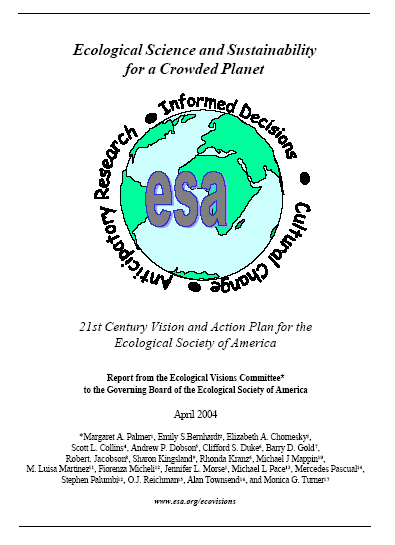 Ecological Science and Sustainability
for a Crowded Planet
Informed Decisions
Cultural Change
Anticipatory Research
esa
21st Century Vision and Action Plan for the
Ecological Society of America
Report from the Ecological Visions Committee*
to the Governing Board of the Ecological Society of America
April 2004
*Margaret A. Palmer¹, Emily S.Bernhardt², Elizabeth A. Chornesky³,
Scott L. Collins⁴, Andrew P. Dobson⁵, Clifford S. Duke⁶, Barry D. Gold⁷,
Robert. Jacobson⁸, Sharon Kingsland⁹, Rhonda Kranz⁶, Michael J Mappin¹⁰,
M. Luisa Martinez¹¹, Fiorenza Micheli¹², Jennifer L. Morse¹, Michael L Pace¹³, Mercedes Pascual¹⁴,
Stephen Palumbi¹², O.J. Reichman¹⁵, Alan Townsend¹⁶, and Monica G. Turner¹⁷
www.esa.org/ecovisions